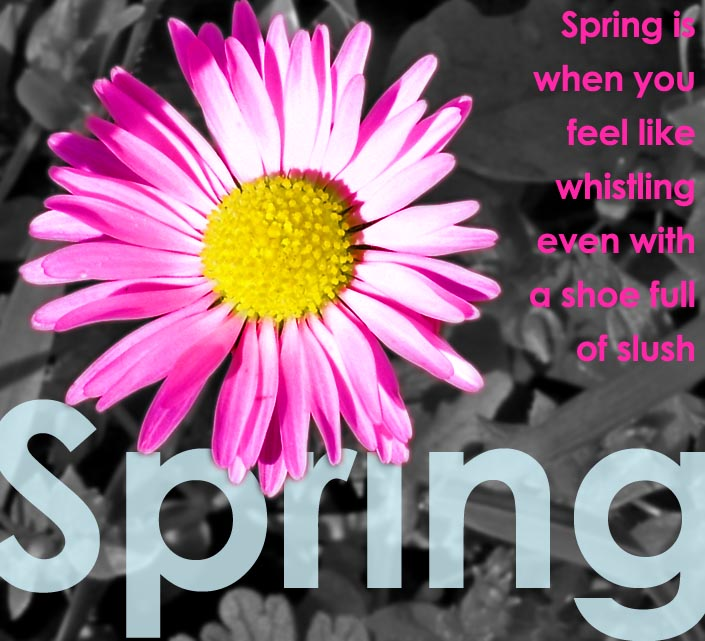 Spring is
when you
feel like
whistling
even with
a shoe full
of slush
Spring